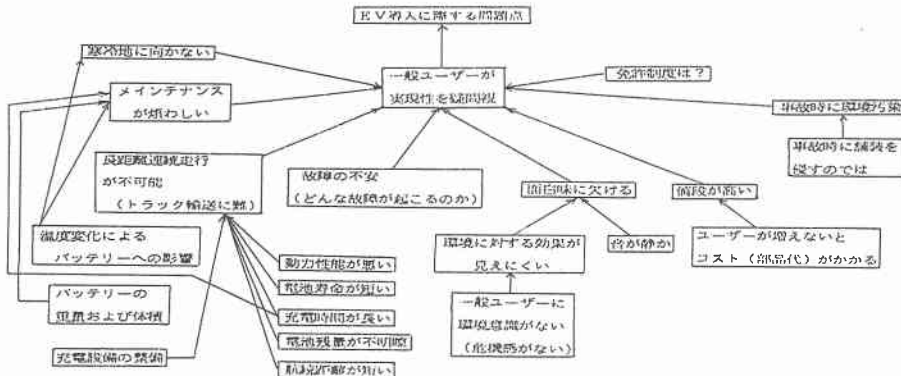 EV導入に際する問題点
寒冷地に向かない
一般ユーザーが
実現性を疑問視
免許制度は？
メインテナンス
が煩わしい
事故時に環境汚染
事故時に舗装を
侵すのでは
長距離連続走行
が不可能
（トラック輸送に難）
故障の不安
（どんな故障が起こるのか）
面白味に欠ける
値段が高い
温度変化による
バッテリーへの影響
環境に対する効果が
見えにくい
音が静か
ユーザーが増えないと
コスト（部品代）がかかる
動力性能が悪い
電池寿命が短い
バッテリーの
重量および体積
充電時間が長い
一般ユーザーに
環境意識がない
（危機感がない）
電池残量が不明瞭
充電設備の整備
航続距離が短い